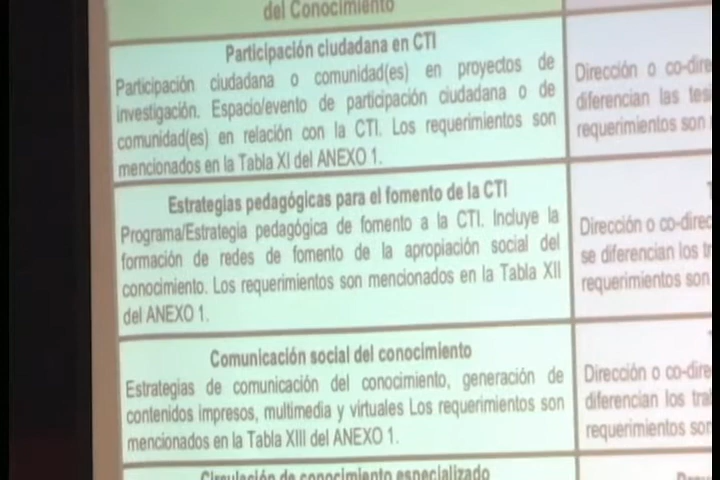 del Conocimiento
Participación ciudadana en CTI
Participación ciudadana o comunidad(es) en proyectos de
investigación. Espacio/evento de participación ciudadana o de
comunidad(es) en relación con la CTI. Los requerimientos son
mencionados en la Tabla XI del ANEXO 1.
Dirección o co-dire
diferencian las tes
requerimientos son
Estrategias pedagógicas para el fomento de la CTI
Programa/Estrategia pedagógica de fomento a la CTI. Incluye la
formación de redes de fomento de la apropiación social del
conocimiento. Los requerimientos son mencionados en la Tabla XII
del ANEXO 1.
Dirección o co-direc
se diferencian los tr
requerimientos son
Comunicación social del conocimiento
Estrategias de comunicación del conocimiento, generación de
contenidos impresos, multimedia y virtuales Los requerimientos son
mencionados en la Tabla XIII del ANEXO 1.
Dirección o co-dire
diferencian los tra
requerimientos son
Circulación de conocimiento especializado